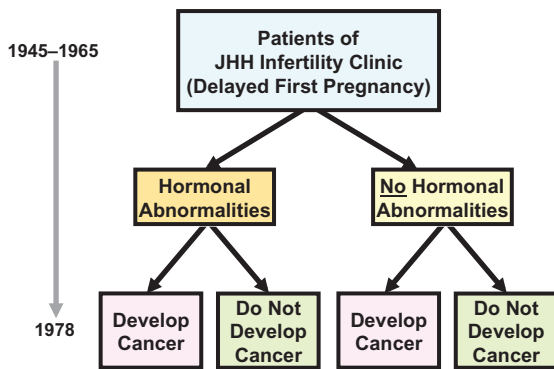 1945–1965
Patients of
JHH Infertility Clinic
(Delayed First Pregnancy)
Hormonal
Abnormalities
No Hormonal
Abnormalities
1978
Develop
Cancer
Do Not
Develop
Cancer
Develop
Cancer
Do Not
Develop
Cancer